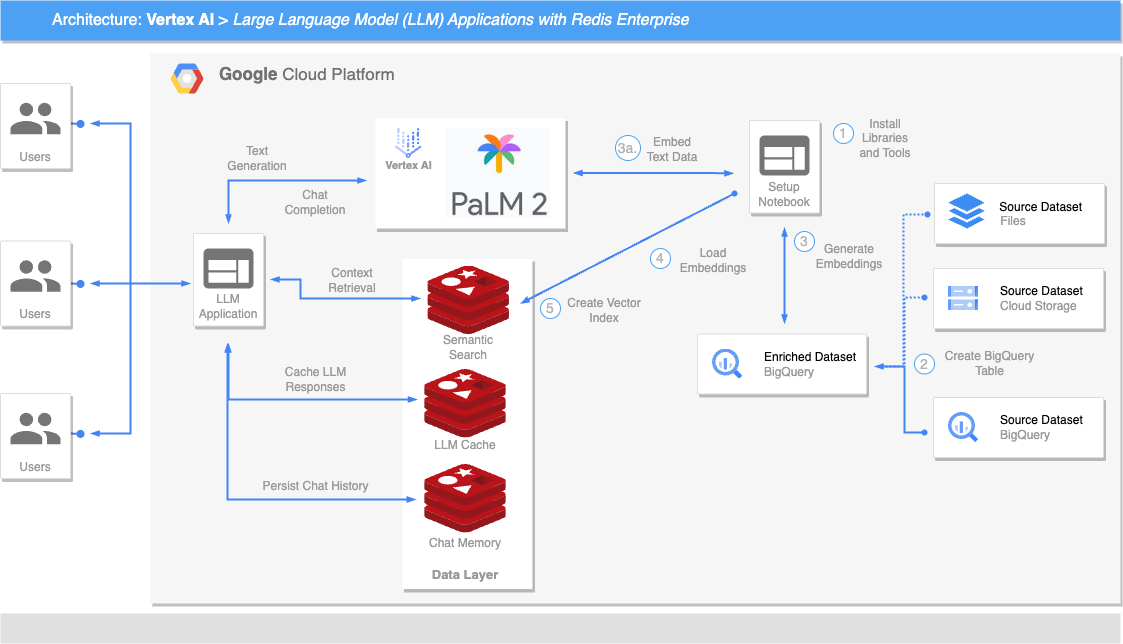 Architecture: Vertex AI > Large Language Model (LLM) Applications with Redis Enterprise
Google Cloud Platform
Users
Users
Users
Text
Generation
Chat
Completion
Vertex AI
PaLM 2
3a.
Embed
Text Data
Setup
Notebook
1
Install
Libraries
and Tools
LLM
Application
Context
Retrieval
Semantic
Search
4
Load
Embeddings
5
Create Vector
Index
3
Generate
Embeddings
Source Dataset
Files
Source Dataset
Cloud Storage
Enriched Dataset
BigQuery
2
Create BigQuery
Table
Source Dataset
BigQuery
Cache LLM
Responses
LLM Cache
Persist Chat History
Chat Memory
Data Layer